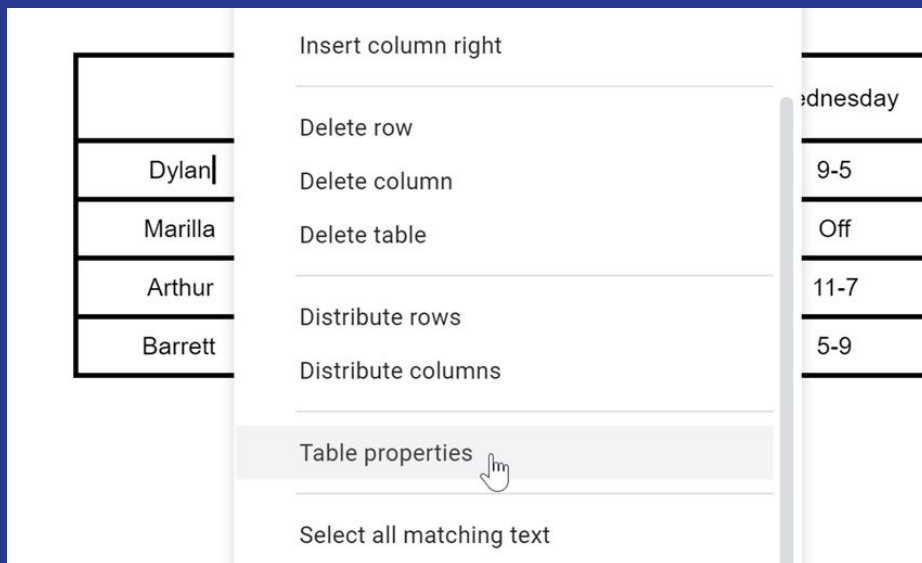 Insert column right
ednesday
Delete row
Dylan
Delete column
9-5
Marilla
Delete table
Off
Arthur
11-7
Distribute rows
Barrett
5-9
Distribute columns
Table properties
Select all matching text